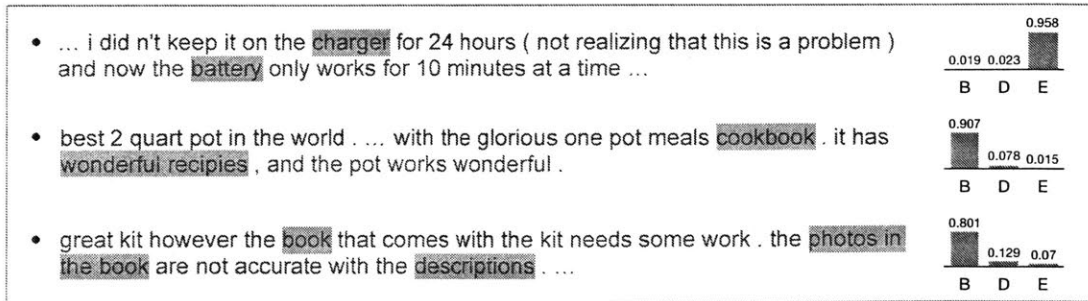 • ... i did n't keep it on the charger for 24 hours ( not realizing that this is a problem )
and now the battery only works for 10 minutes at a time ...
0.958
0.019 0.023
B D E
• best 2 quart pot in the world . ... with the glorious one pot meals cookbook . it has
wonderful recipies , and the pot works wonderful .
0.907
0.078 0.015
B D E
• great kit however the book that comes with the kit needs some work . the photos in
the book are not accurate with the descriptions . ...
0.801
0.129 0.07
B D E